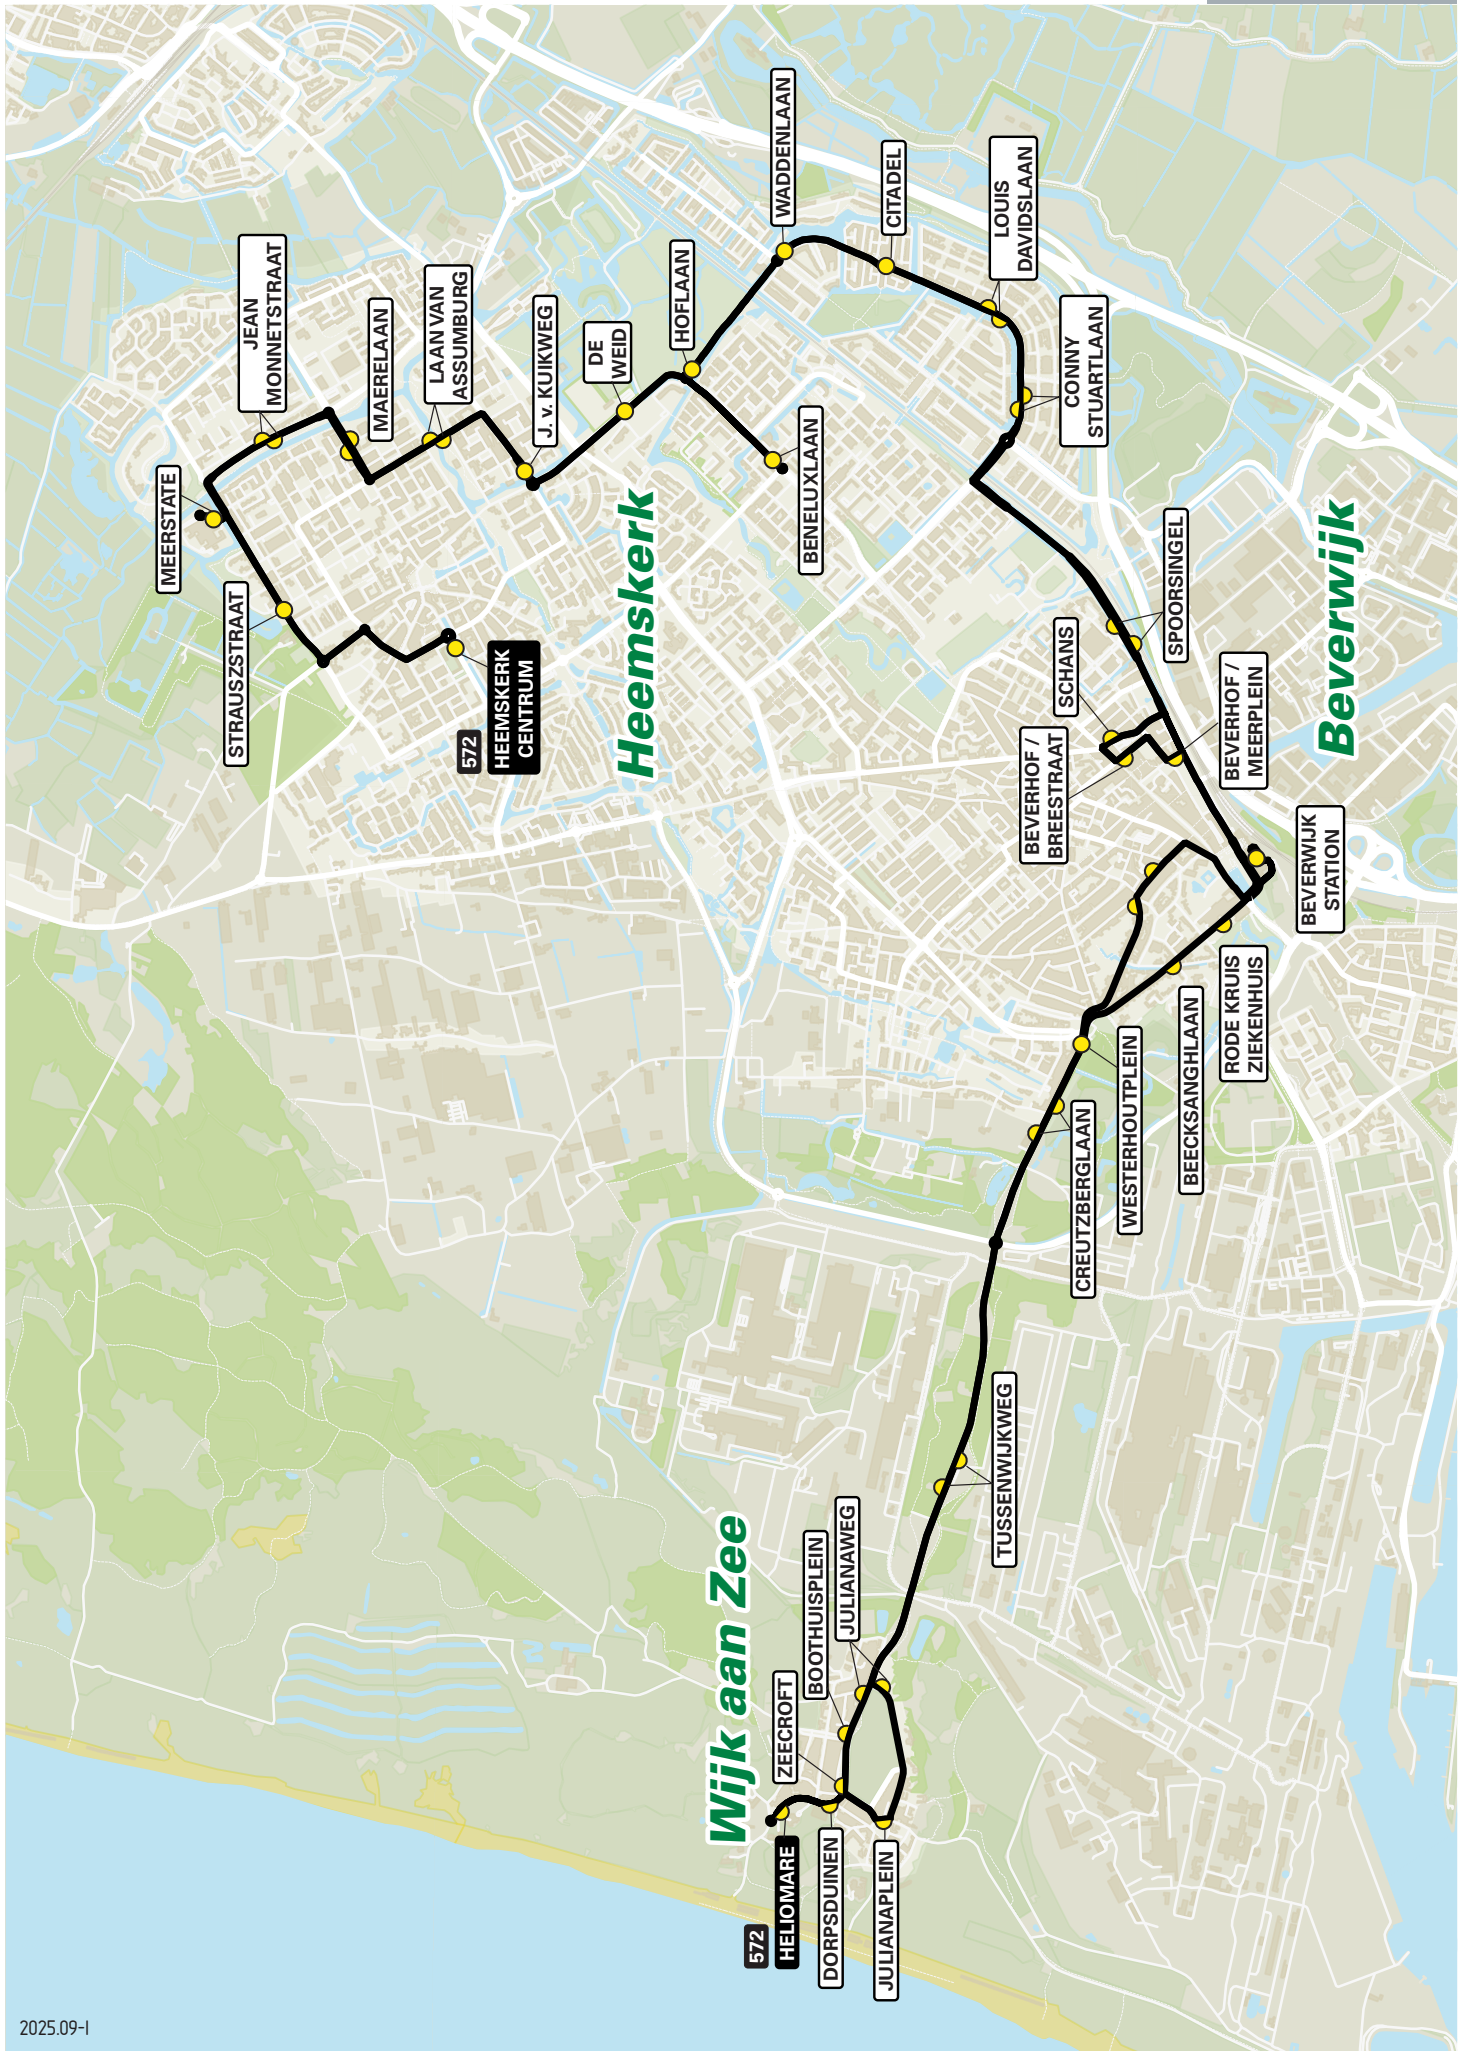 WADDENLAAN
CITADEL
LOUIS
DAVIDSLAAN
JEAN
MONNETSTRAAT
MAERELAAN
LAAN VAN
ASSUMBURG
J. v. KUIKWEG
DE
WEID
HOFLAAN
CONNY
STUARTLAAN
BENELUXLAAN
MEERSTATE
STRAUSZSTRAAT
572
HEEMSKERK
CENTRUM
Heemskerk
SPOORSINGEL
SCHANS
BEVERHOF /
MEERPLEIN
BEVERHOF /
BREESTRAAT
Beverwijk
BEVERWIJK
STATION
RODE KRUIS
ZIEKENHUIS
BEECKSANGHLAAN
WESTERHOUTPLEIN
CREUTZBERGLAAN
TUSSENWIJKWEG
Wijk aan Zee
JULIANAWEG
BOOTHUISPLEIN
ZEECROFT
572
HELIOMARE
DORPSDUINEN
JULIANAPLEIN
2025.09-I